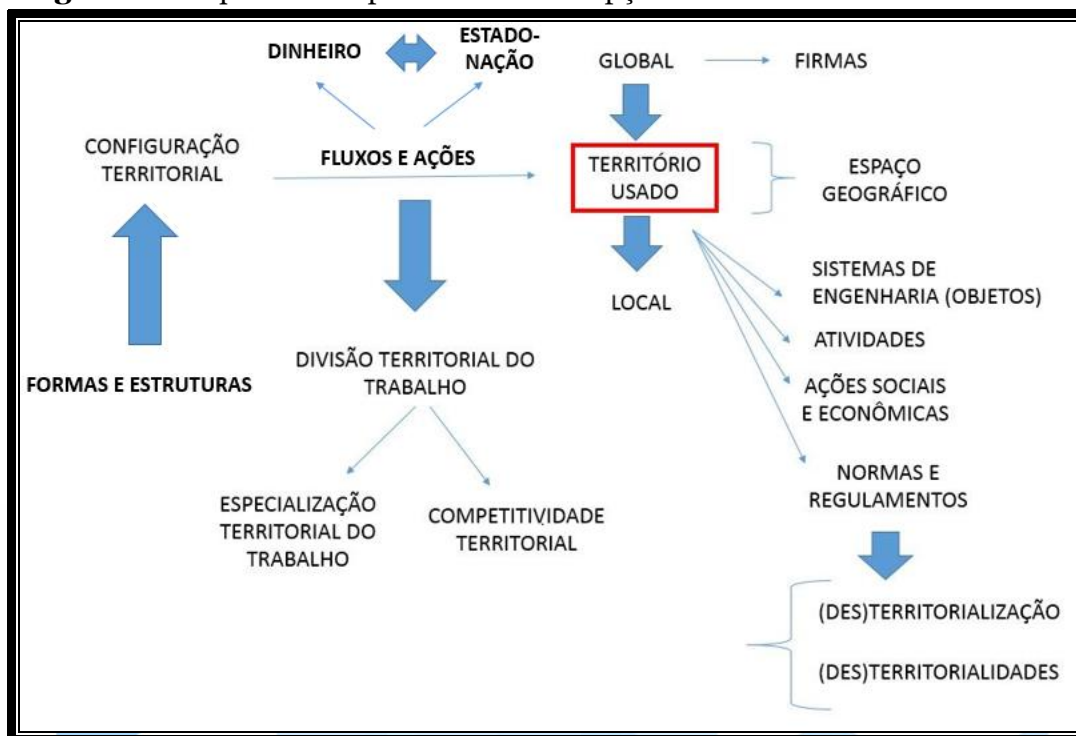 DINHEIRO
ESTADO-
NAÇÃO
GLOBAL
FIRMAS
CONFIGURAÇÃO
TERRITORIAL
FLUXOS E AÇÕES
TERRITÓRIO
USADO
ESPAÇO
GEOGRÁFICO
SISTEMAS DE
ENGENHARIA (OBJETOS)
LOCAL
ATIVIDADES
FORMAS E ESTRUTURAS
DIVISÃO TERRITORIAL DO
TRABALHO
AÇÕES SOCIAIS
E ECONÔMICAS
NORMAS E
REGULAMENTOS
ESPECIALIZAÇÃO
TERRITORIAL DO
TRABALHO
COMPETITIVIDADE
TERRITORIAL
(DES)TERRITORIALIZAÇÃO
(DES)TERRITORIALIDADES